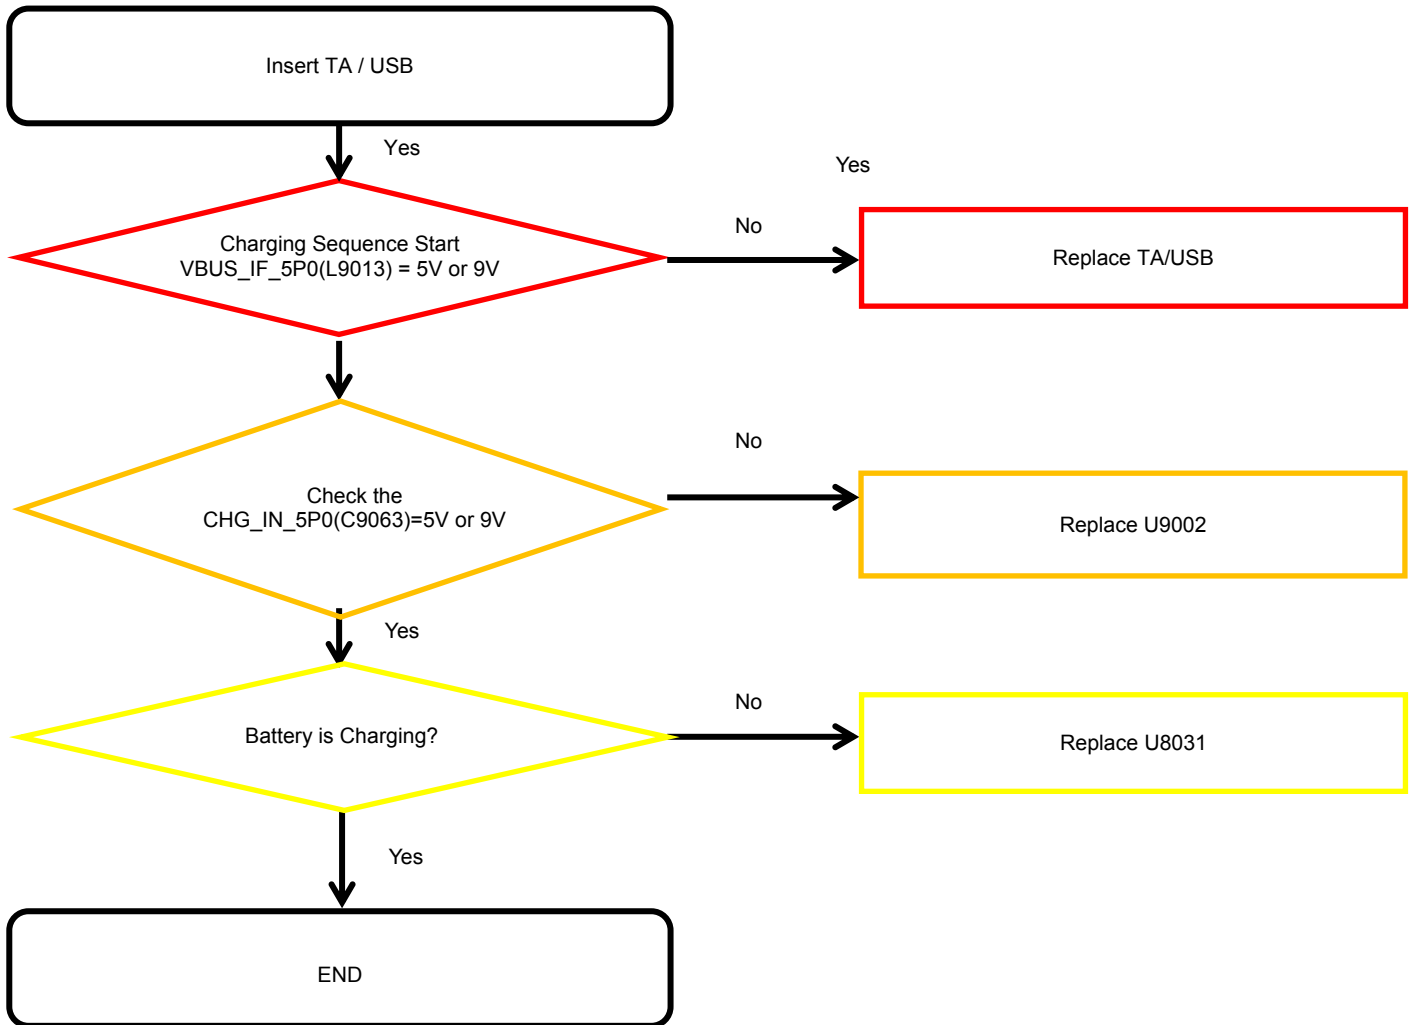 Insert TA / USB
Yes
Yes
Charging Sequence Start
VBUS_IF_5P0(L9013) = 5V or 9V
No
Replace TA/USB
Check the
CHG_IN_5P0(C9063)=5V or 9V
No
Replace U9002
Yes
Battery is Charging?
No
Replace U8031
Yes
END